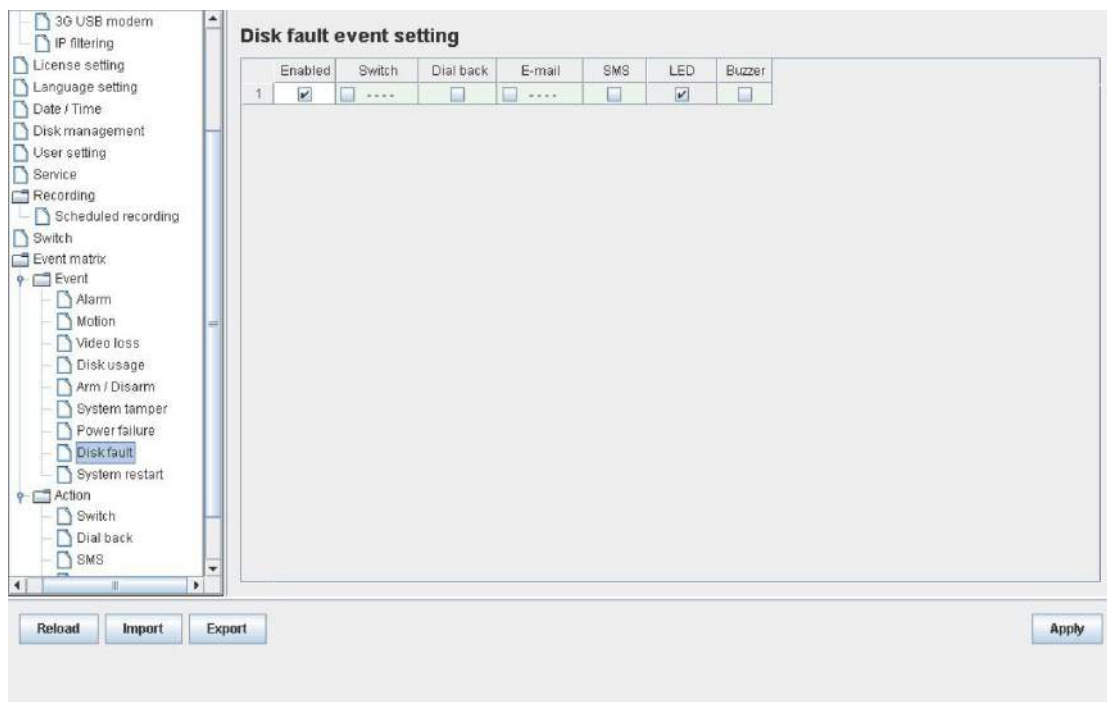 3G USB modem
IP filtering
License setting
Language setting
Date / Time
Disk management
User setting
Service
Recording
Scheduled recording
Switch
Event matrix
Event
Alarm
Motion
Video loss
Disk usage
Arm / Disarm
System tamper
Power failure
Disk fault
System restart
Action
Switch
Dial back
SMS
Disk fault event setting
Enabled Switch Dial back E-mail SMS LED Buzzer
1 ---- ----
Reload Import Export Apply